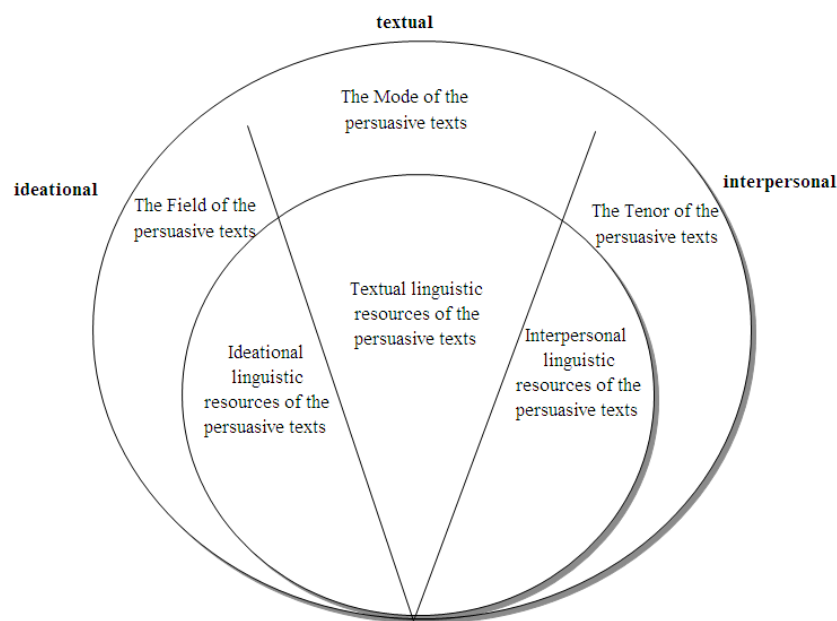 textual
The Mode of the
persuasive texts
ideational
interpersonal
The Field of the
persuasive texts
The Tenor of the
persuasive texts
Textual linguistic
resources of the
persuasive texts
Ideational
linguistic
resources of the
persuasive texts
Interpersonal
linguistic
resources of the
persuasive texts